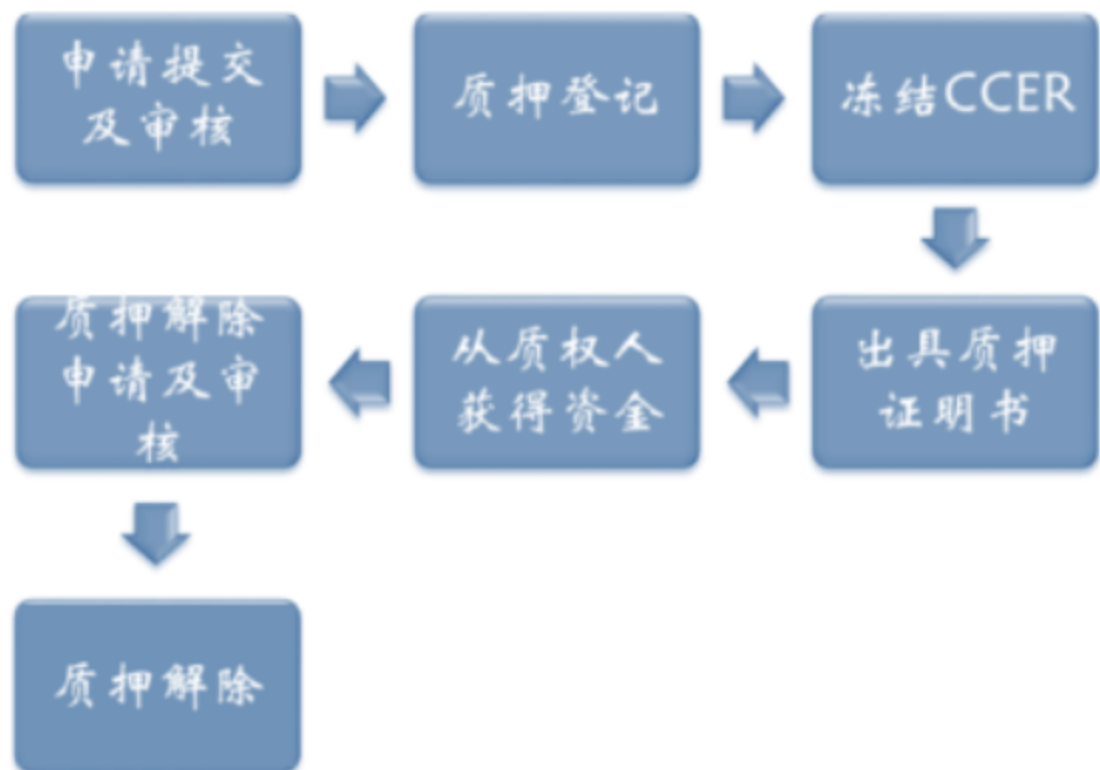 申请提交
及审核
质押登记
冻结CCER
出具质押
证明书
从质权人
获得资金
质押解除
申请及审
核
质押解除